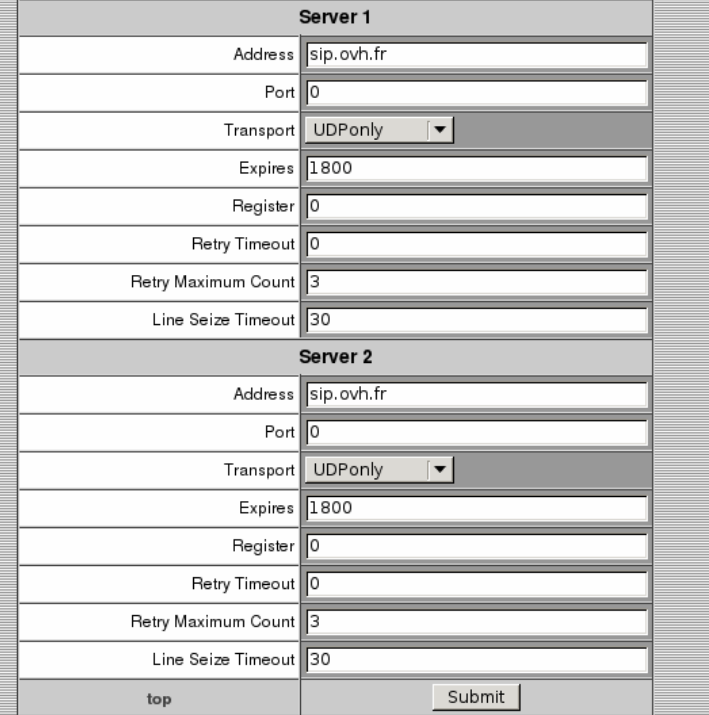 Server 1
Address sip.ovh.fr
Port 0
Transport UDPonly
Expires 1800
Register 0
Retry Timeout 0
Retry Maximum Count 3
Line Seize Timeout 30
Server 2
Address sip.ovh.fr
Port 0
Transport UDPonly
Expires 1800
Register 0
Retry Timeout 0
Retry Maximum Count 3
Line Seize Timeout 30
top Submit